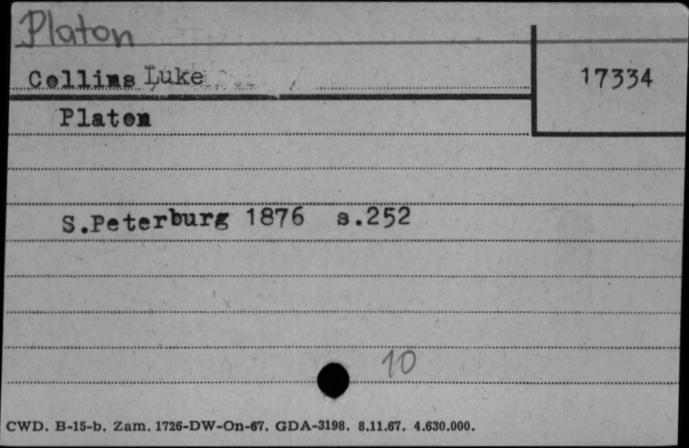 Platon
Collins Luke
17334
Platon
S.Peterburg 1876 s.252
10
CWD. B-15-b. Zam. 1726-DW-On-67. GDA-3198. 8.11.67. 4.630.000.